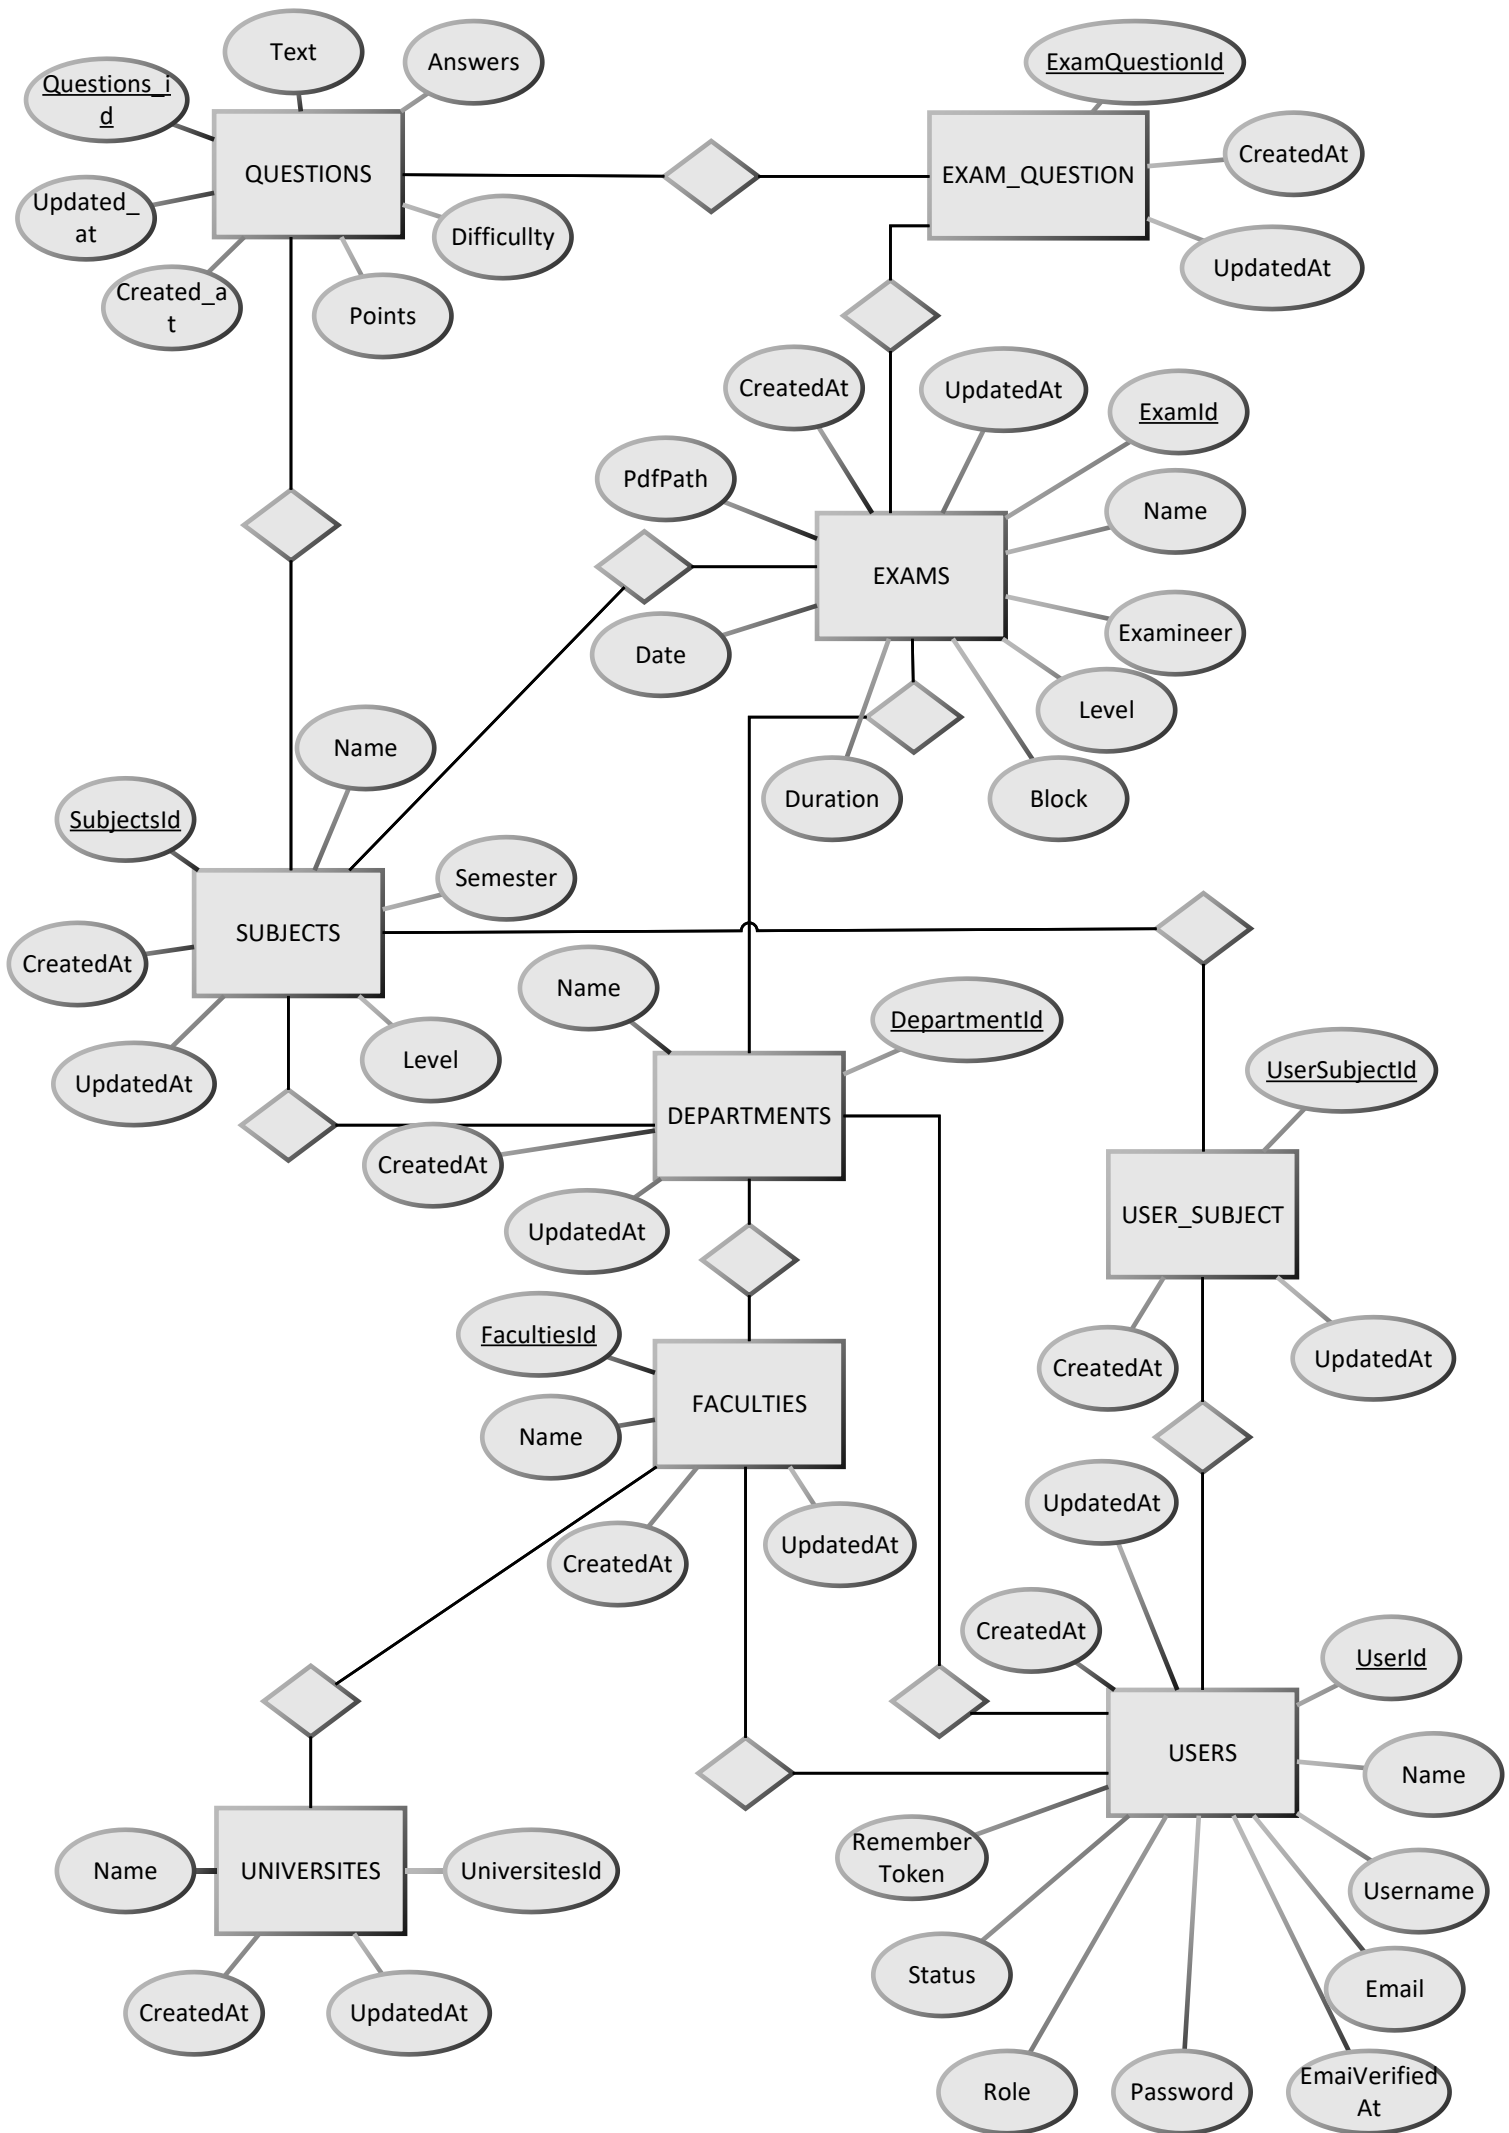 Text
Answers
Questions_i
d
QUESTIONS
Updated_
at
Created_a
t
Points
Difficullty
ExamQuestionId
EXAM_QUESTION
CreatedAt
UpdatedAt
CreatedAt
UpdatedAt
ExamId
PdfPath
Name
EXAMS
Examineer
Date
Level
Duration
Block
Name
SubjectsId
Semester
SUBJECTS
CreatedAt
UpdatedAt
Level
Name
DepartmentId
DEPARTMENTS
CreatedAt
UpdatedAt
UserSubjectId
USER_SUBJECT
CreatedAt
UpdatedAt
FacultiesId
FACULTIES
Name
CreatedAt
UpdatedAt
UpdatedAt
CreatedAt
UserId
USERS
Name
Remember
Token
Username
Status
Email
Role
Password
EmaiVerified
At
Name
UNIVERSITES
UniversitesId
CreatedAt
UpdatedAt